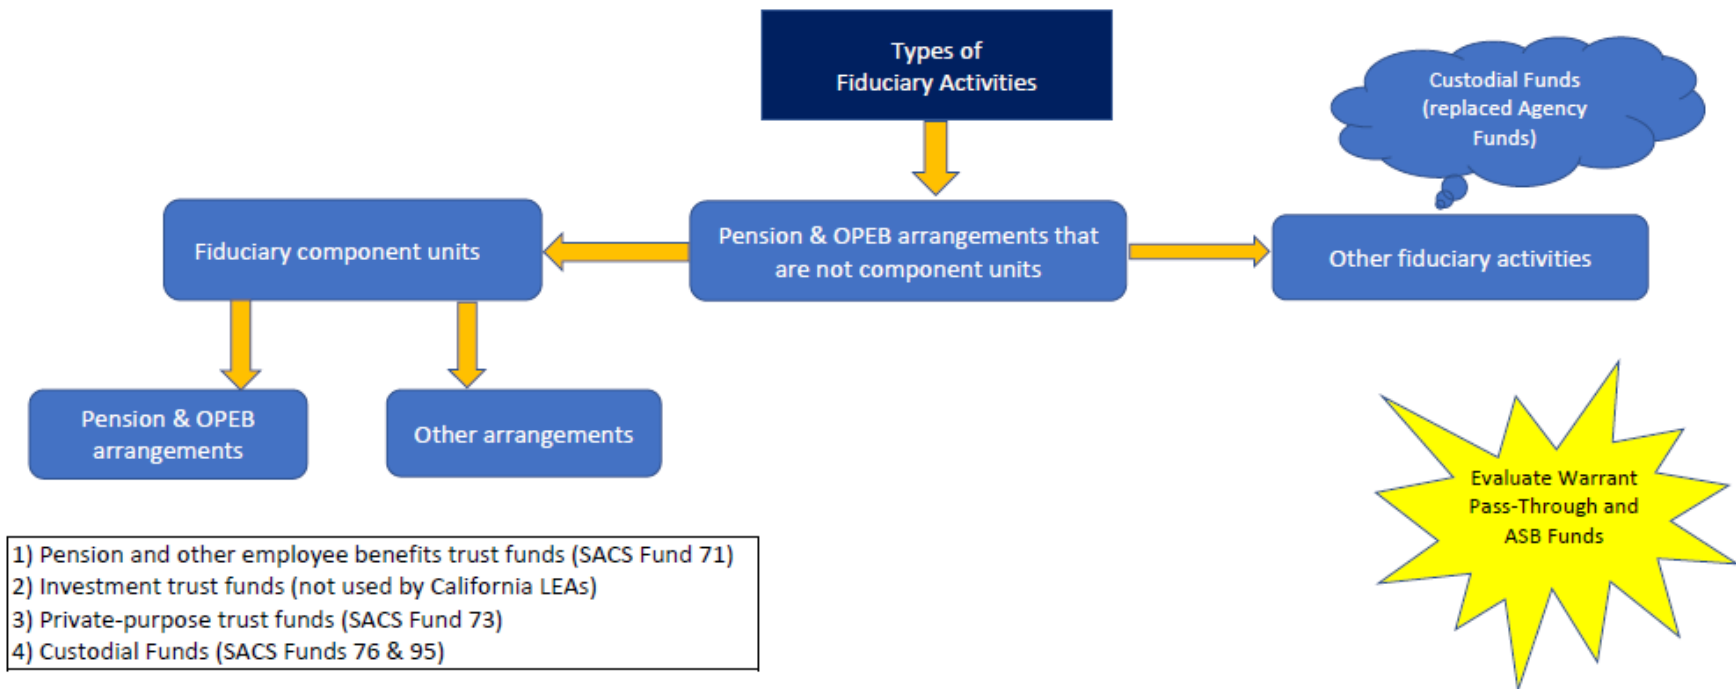 Types of
Fiduciary Activities
Custodial Funds
(replaced Agency
Funds)
Fiduciary component units
Pension & OPEB arrangements that
are not component units
Other fiduciary activities
Pension & OPEB
arrangements
Other arrangements
Evaluate Warrant
Pass-Through and
ASB Funds
1) Pension and other employee benefits trust funds (SACS Fund 71)
2) Investment trust funds (not used by California LEAs)
3) Private-purpose trust funds (SACS Fund 73)
4) Custodial Funds (SACS Funds 76 & 95)